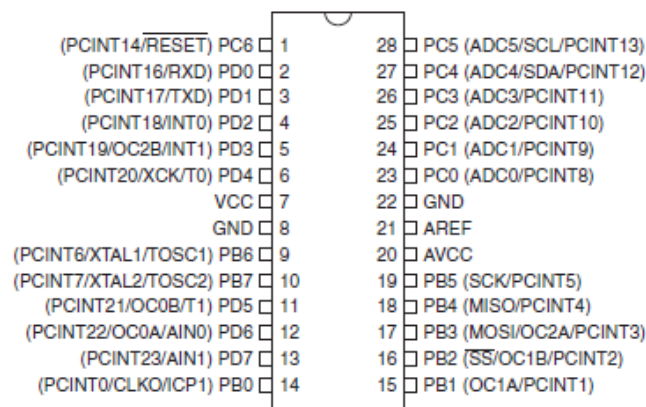 (PCINT14/RESET) PC6 1 28 PC5 (ADC5/SCL/PCINT13)
(PCINT16/RXD) PD0 2 27 PC4 (ADC4/SDA/PCINT12)
(PCINT17/TXD) PD1 3 26 PC3 (ADC3/PCINT11)
(PCINT18/INT0) PD2 4 25 PC2 (ADC2/PCINT10)
(PCINT19/OC2B/INT1) PD3 5 24 PC1 (ADC1/PCINT9)
(PCINT20/XCK/T0) PD4 6 23 PC0 (ADC0/PCINT8)
VCC 7 22 GND
GND 8 21 AREF
(PCINT6/XTAL1/TOSC1) PB6 9 20 AVCC
(PCINT7/XTAL2/TOSC2) PB7 10 19 PB5 (SCK/PCINT5)
(PCINT21/OC0B/T1) PD5 11 18 PB4 (MISO/PCINT4)
(PCINT22/OC0A/AIN0) PD6 12 17 PB3 (MOSI/OC2A/PCINT3)
(PCINT23/AIN1) PD7 13 16 PB2 (SS/OC1B/PCINT2)
(PCINT0/CLKO/ICP1) PB0 14 15 PB1 (OC1A/PCINT1)